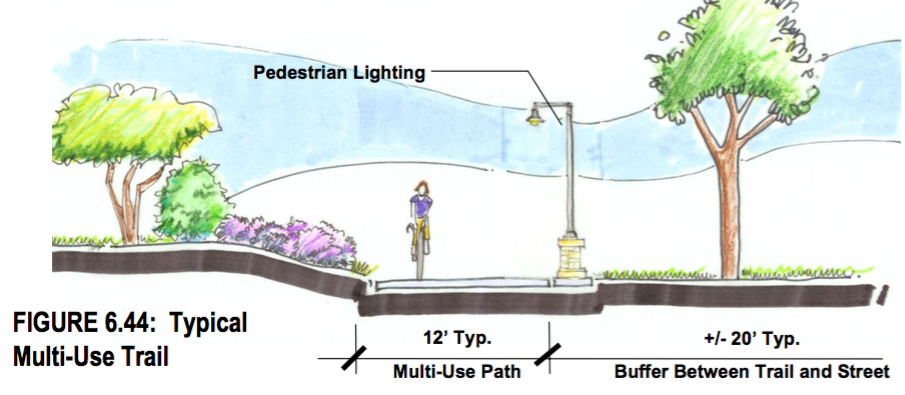 Pedestrian Lighting
FIGURE 6.44: Typical
Multi-Use Trail
12' Typ.
Multi-Use Path
+/- 20' Typ.
Buffer Between Trail and Street